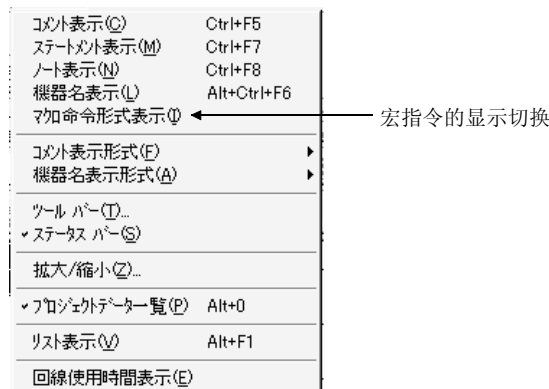 ｺﾒﾝﾄ表示(C) Ctrl+F5
ｽﾃｰﾄﾒﾝﾄ表示(M) Ctrl+F7
ﾉｰﾄ表示(N) Ctrl+F8
機器名表示(L) Alt+Ctrl+F6
ﾏｸﾛ命令形式表示(I) 宏指令的显示切换
ｺﾒﾝﾄ表示形式(F)
機器名表示形式(A)
ﾂｰﾙ ﾊﾞｰ(T)...
ｽﾃｰﾀｽ ﾊﾞｰ(S)
拡大/縮小(Z)...
ﾌﾟﾛｼﾞｪｸﾄﾃﾞｰﾀ一覧(P) Alt+0
ﾘｽﾄ表示(V) Alt+F1
回線使用時間表示(E)